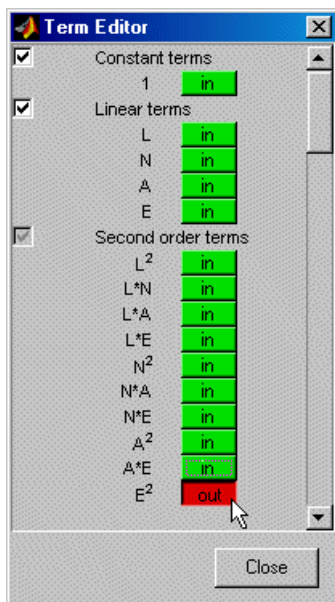 Term Editor
Constant terms
1 in
Linear terms
L in
N in
A in
E in
Second order terms
L² in
L*N in
L*A in
L*E in
N² in
N*A in
N*E in
A² in
A*E in
E² out
Close